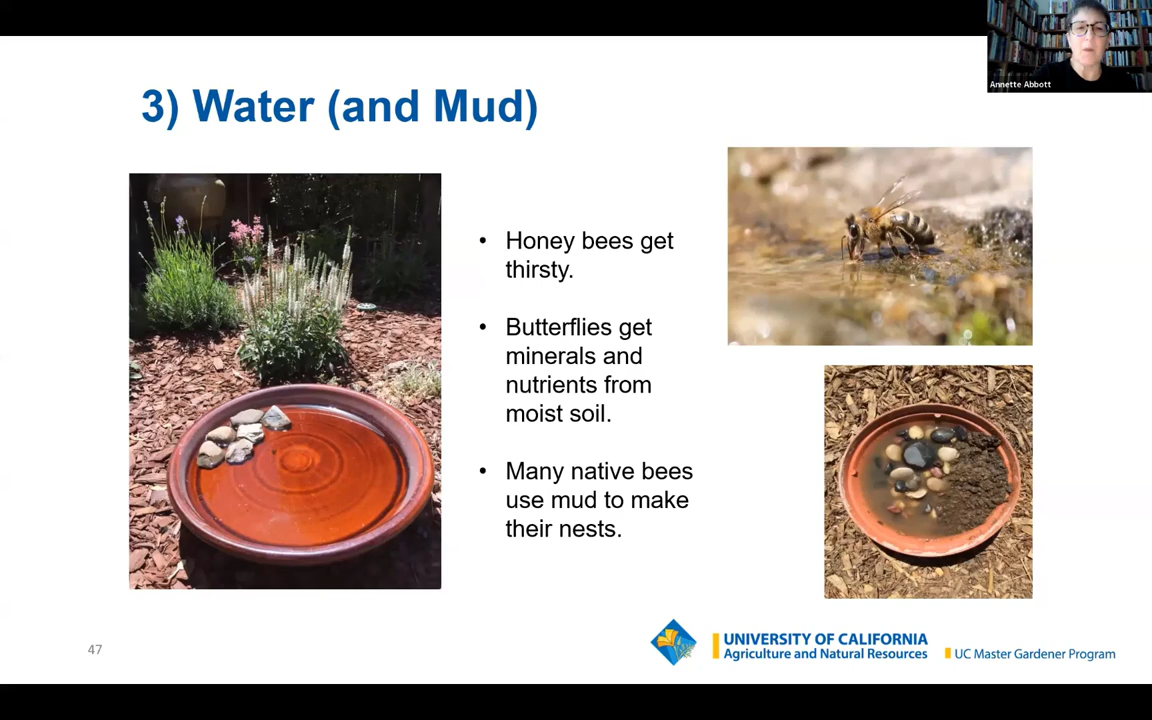 Annette Abbott
3) Water (and Mud)
• Honey bees get
thirsty.
• Butterflies get
minerals and
nutrients from
moist soil.
• Many native bees
use mud to make
their nests.
47
UNIVERSITY OF CALIFORNIA
Agriculture and Natural Resources
UC Master Gardener Program